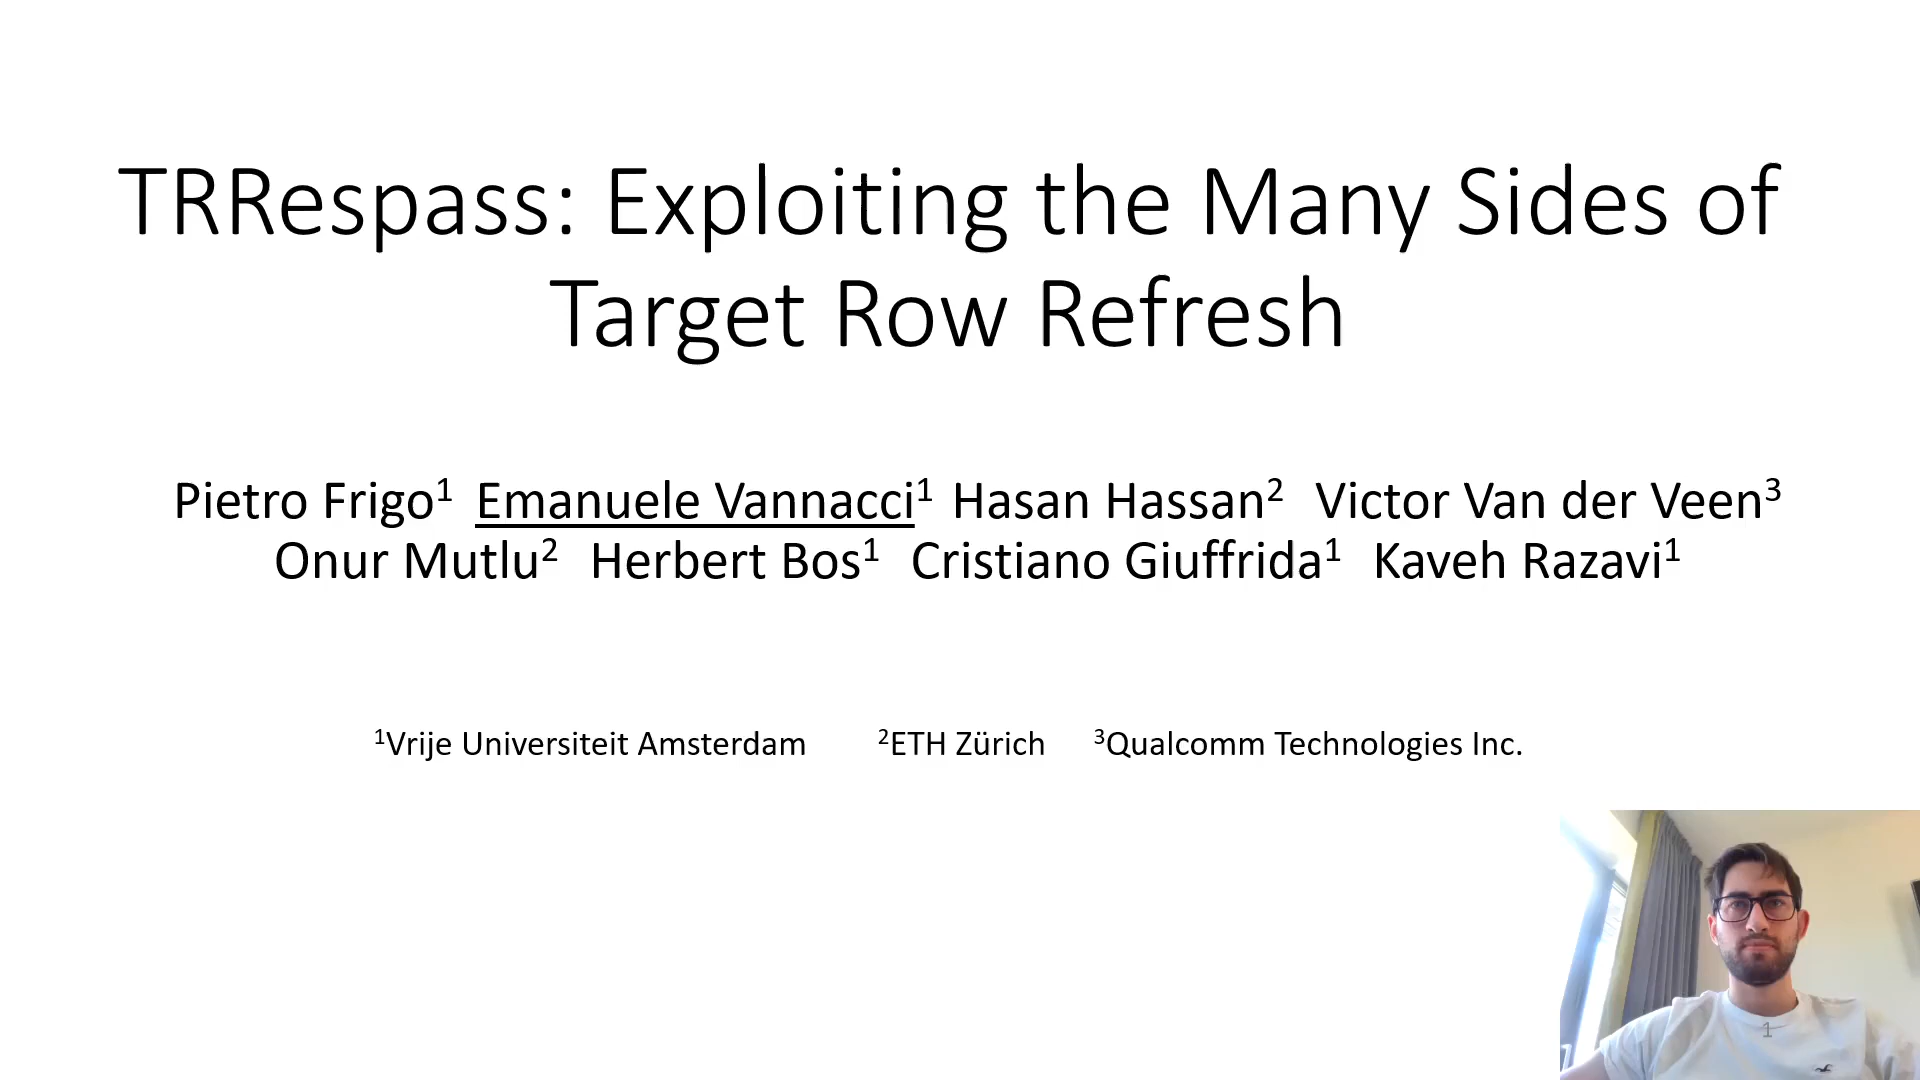 TRRespass: Exploiting the Many Sides of
Target Row Refresh
Pietro Frigo¹ Emanuele Vannacci¹ Hasan Hassan² Victor Van der Veen³
Onur Mutlu² Herbert Bos¹ Cristiano Giuffrida¹ Kaveh Razavi¹
¹Vrije Universiteit Amsterdam ²ETH Zürich ³Qualcomm Technologies Inc.
1